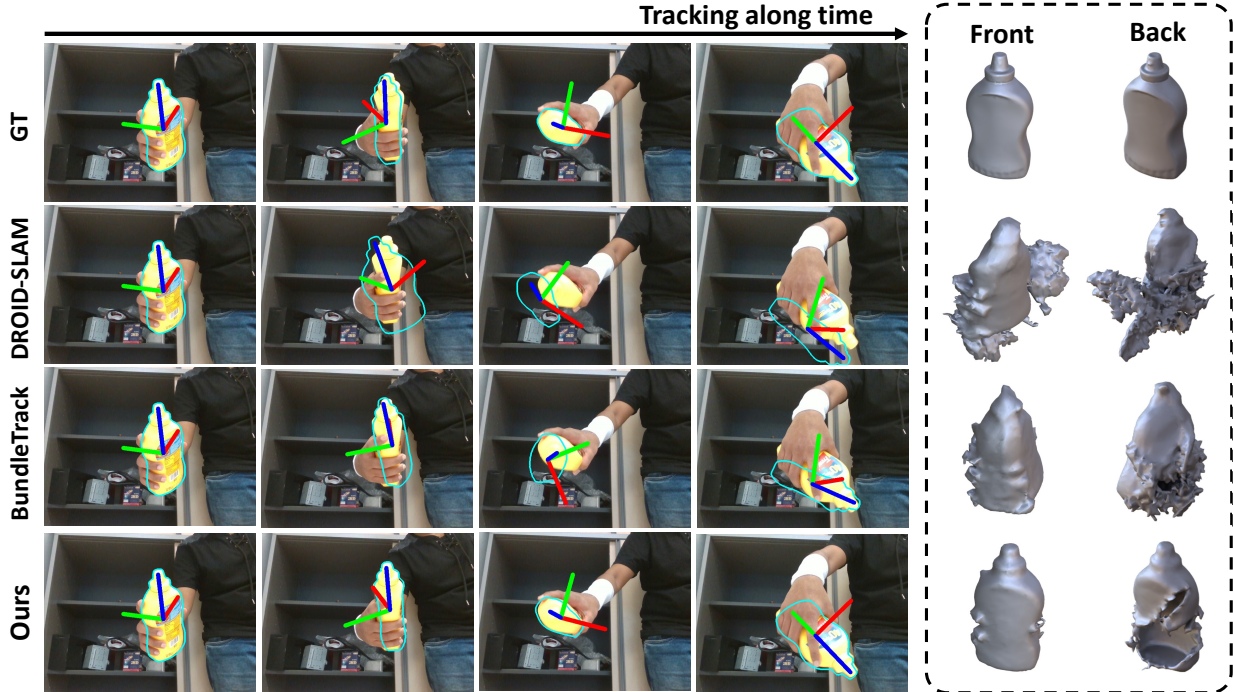 Tracking along time
Front
Back
GT
DROID-SLAM
BundleTrack
Ours